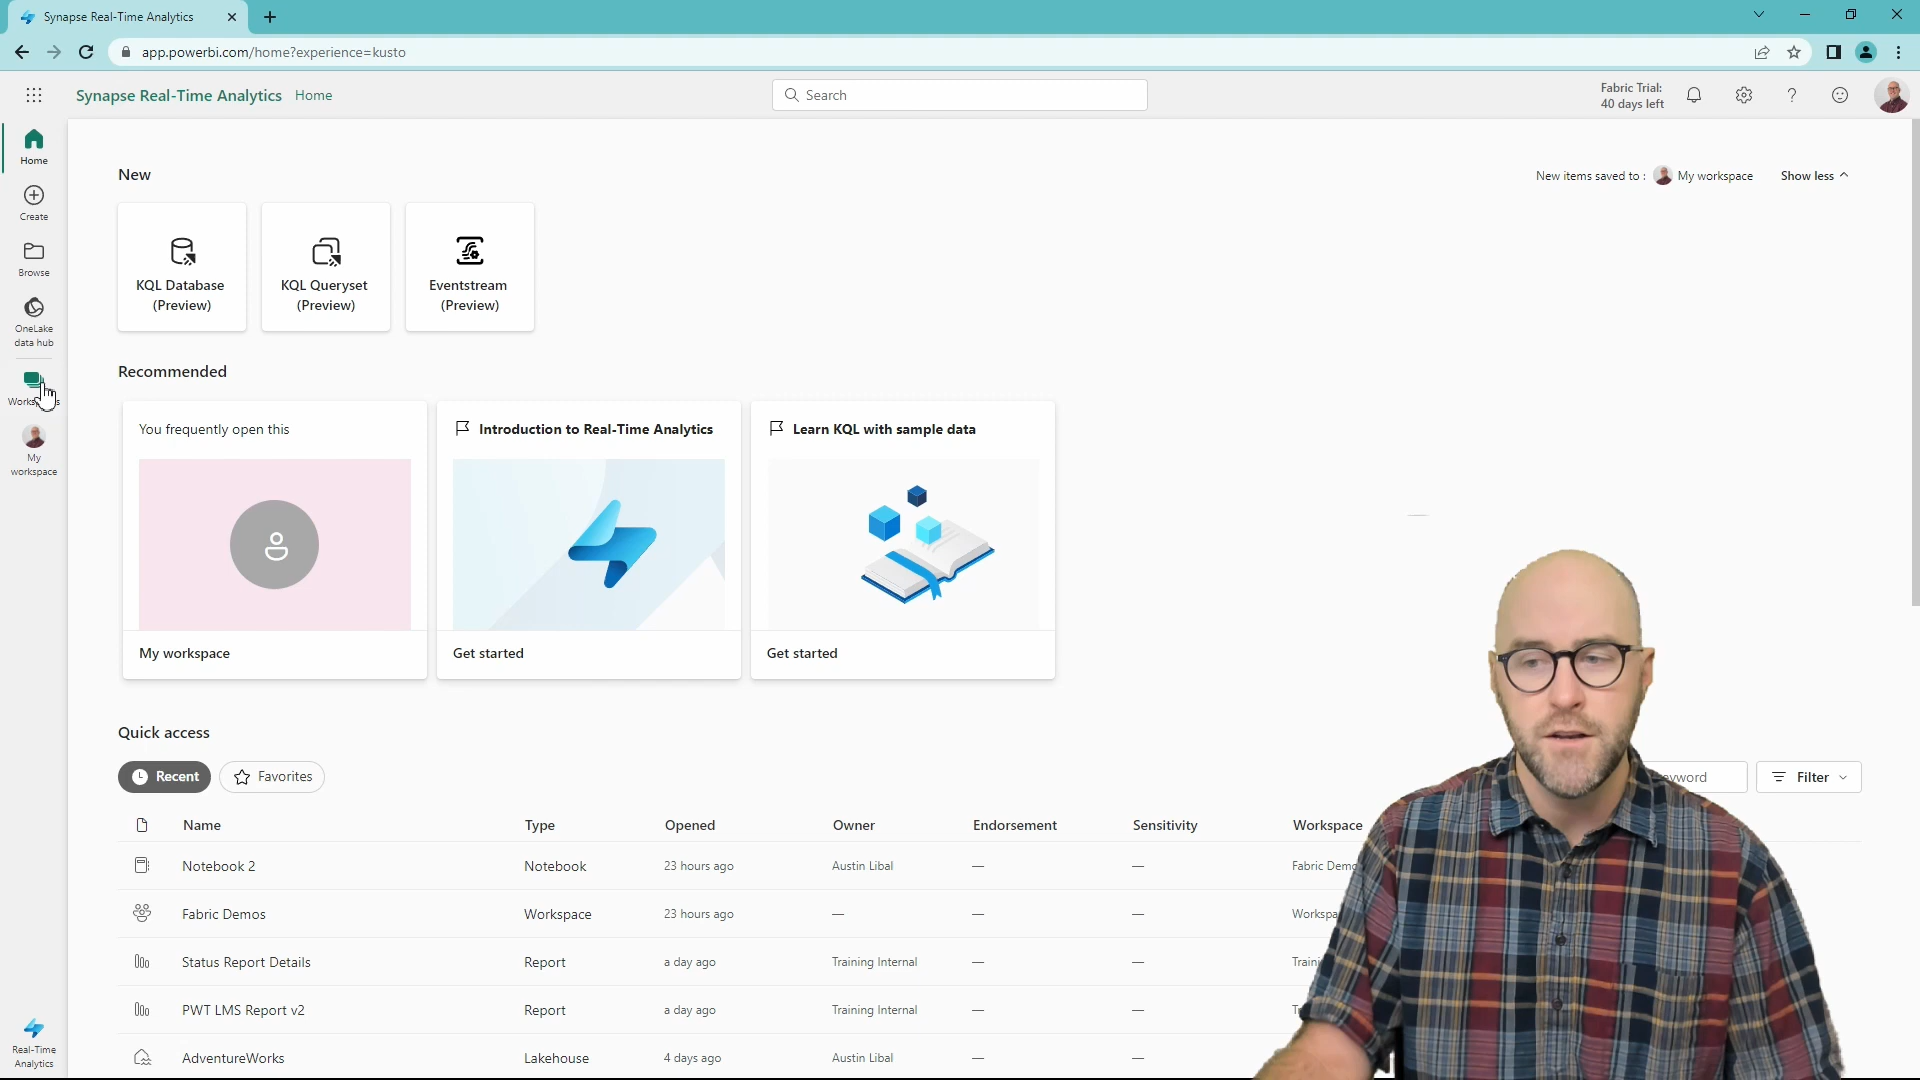 Synapse Real-Time Analytics
app.powerbi.com/home?experience=kusto
Synapse Real-Time Analytics Home
Search
Fabric Trial:
40 days left
Home
Create
Browse
OneLake
data hub
My
workspace
Real-Time
Analytics
New
New items saved to : My workspace Show less
KQL Database
(Preview)
KQL Queryset
(Preview)
Eventstream
(Preview)
Recommended
You frequently open this
My workspace
Introduction to Real-Time Analytics
Get started
Learn KQL with sample data
Get started
Quick access
Recent Favorites Filter
Name Type Opened Owner Endorsement Sensitivity Workspace
Notebook 2 Notebook 23 hours ago Austin Libal — — Fabric
Fabric Demos Workspace 23 hours ago — — —
Status Report Details Report a day ago Training Internal — —
PWT LMS Report v2 Report a day ago Training Internal — —
AdventureWorks Lakehouse 4 days ago Austin Libal — —